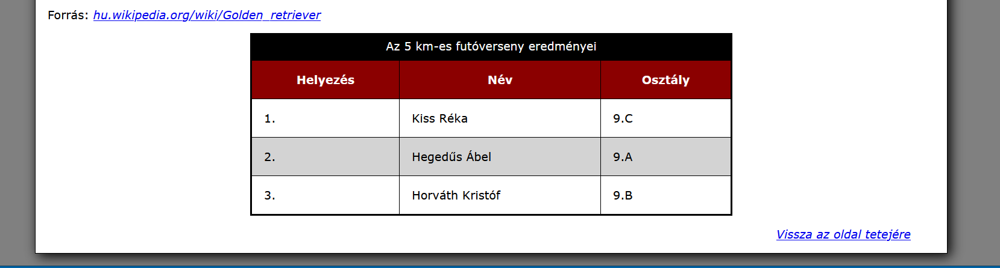 Forrás: hu.wikipedia.org/wiki/Golden_retriever
Az 5 km-es futóverseny eredményei
Helyezés Név Osztály
1. Kiss Réka 9.C
2. Hegedűs Ábel 9.A
3. Horváth Kristóf 9.B
Vissza az oldal tetejére